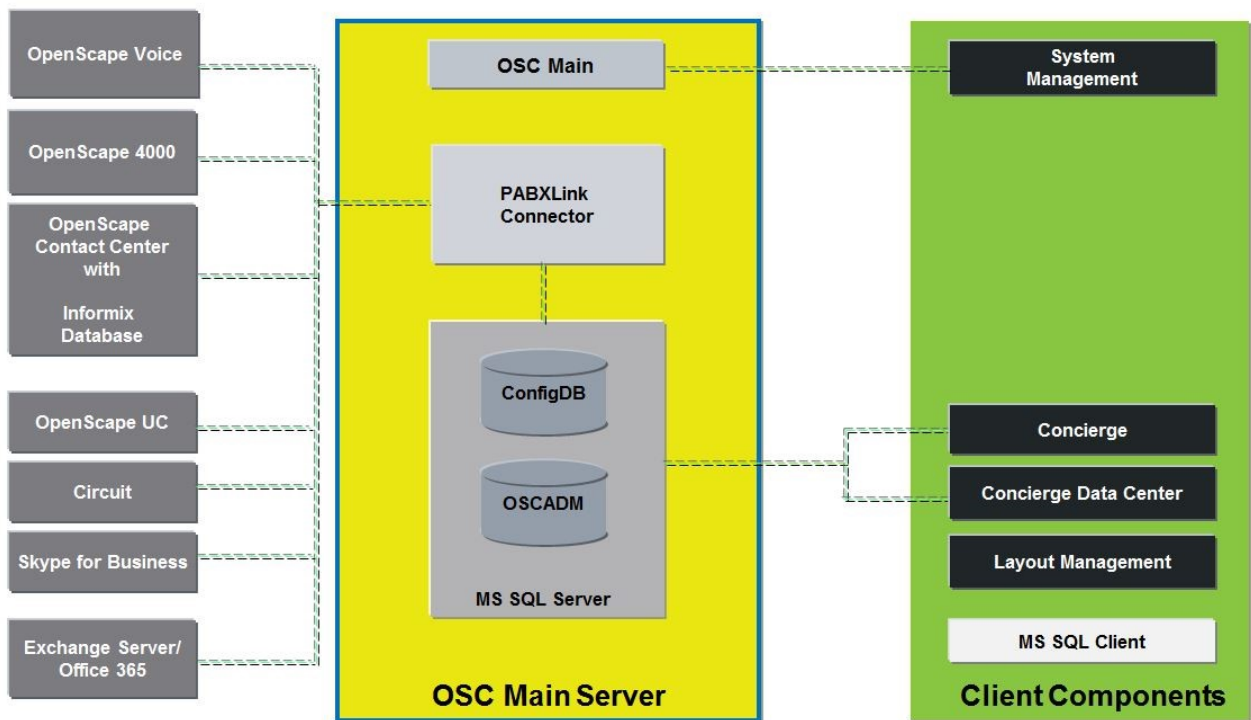 OpenScape Voice
OpenScape 4000
OpenScape
Contact Center
with
Informix
Database
OpenScape UC
Circuit
Skype for Business
Exchange Server/
Office 365
OSC Main
PABXLink
Connector
ConfigDB
OSCADM
MS SQL Server
OSC Main Server
System
Management
Concierge
Concierge Data Center
Layout Management
MS SQL Client
Client Components